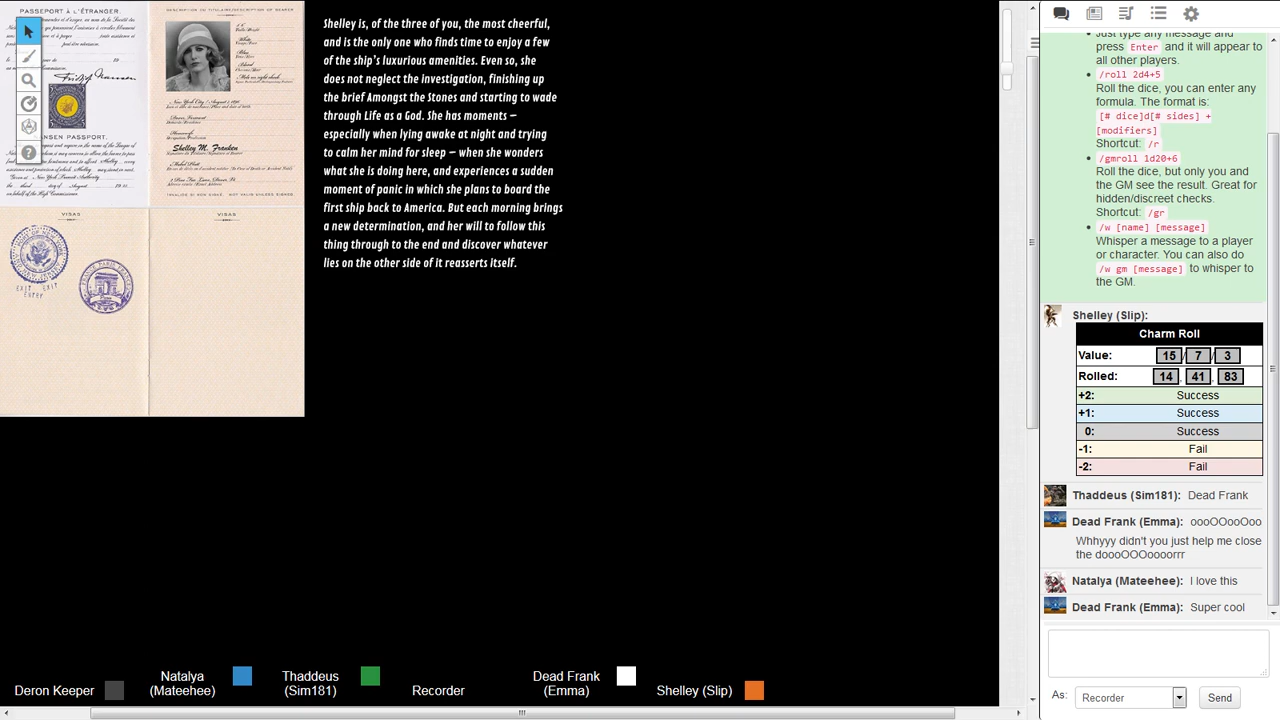 PASSEPORT À L'ÉTRANGER.
NANSEN PASSPORT.
New York City
Shelley M. Franken
VISAS
VISAS
EXIT EXIT
Shelley is, of the three of you, the most cheerful,
and is the only one who finds time to enjoy a few
of the ship's luxurious amenities. Even so, she
does not neglect the investigation, finishing up
the brief Amongst the Stones and starting to wade
through Life as a God. She has moments –
especially when lying awake at night and trying
to calm her mind for sleep – when she wonders
what she is doing here, and experiences a sudden
moment of panic in which she plans to board the
first ship back to America. But each morning brings
a new determination, and her will to follow this
thing through to the end and discover whatever
lies on the other side of it reasserts itself.
Deron Keeper
Natalya
(Mateehee)
Thaddeus
(Sim181)
Recorder
Dead Frank
(Emma)
Shelley (Slip)
Just type any message and
press Enter and it will appear to
all other players.
/roll 2d4+5
Roll the dice, you can enter any
formula. The format is:
[# dice]d[# sides] +
[modifiers]
Shortcut: /r
/gmroll 1d20+6
Roll the dice, but only you and
the GM see the result. Great for
hidden/discreet checks.
Shortcut: /gr
/w [name] [message]
Whisper a message to a player
or character. You can also do
/w gm [message] to whisper to
the GM.
Shelley (Slip):
Charm Roll
Value: 15 / 7 / 3
Rolled: 14 , 41 , 83
+2: Success
+1: Success
0: Success
-1: Fail
-2: Fail
Thaddeus (Sim181): Dead Frank
Dead Frank (Emma): oooOOooOoo
Whhyyy didn't you just help me close
the doooOOOoooorrr
Natalya (Mateehee): I love this
Dead Frank (Emma): Super cool
As: Recorder Send